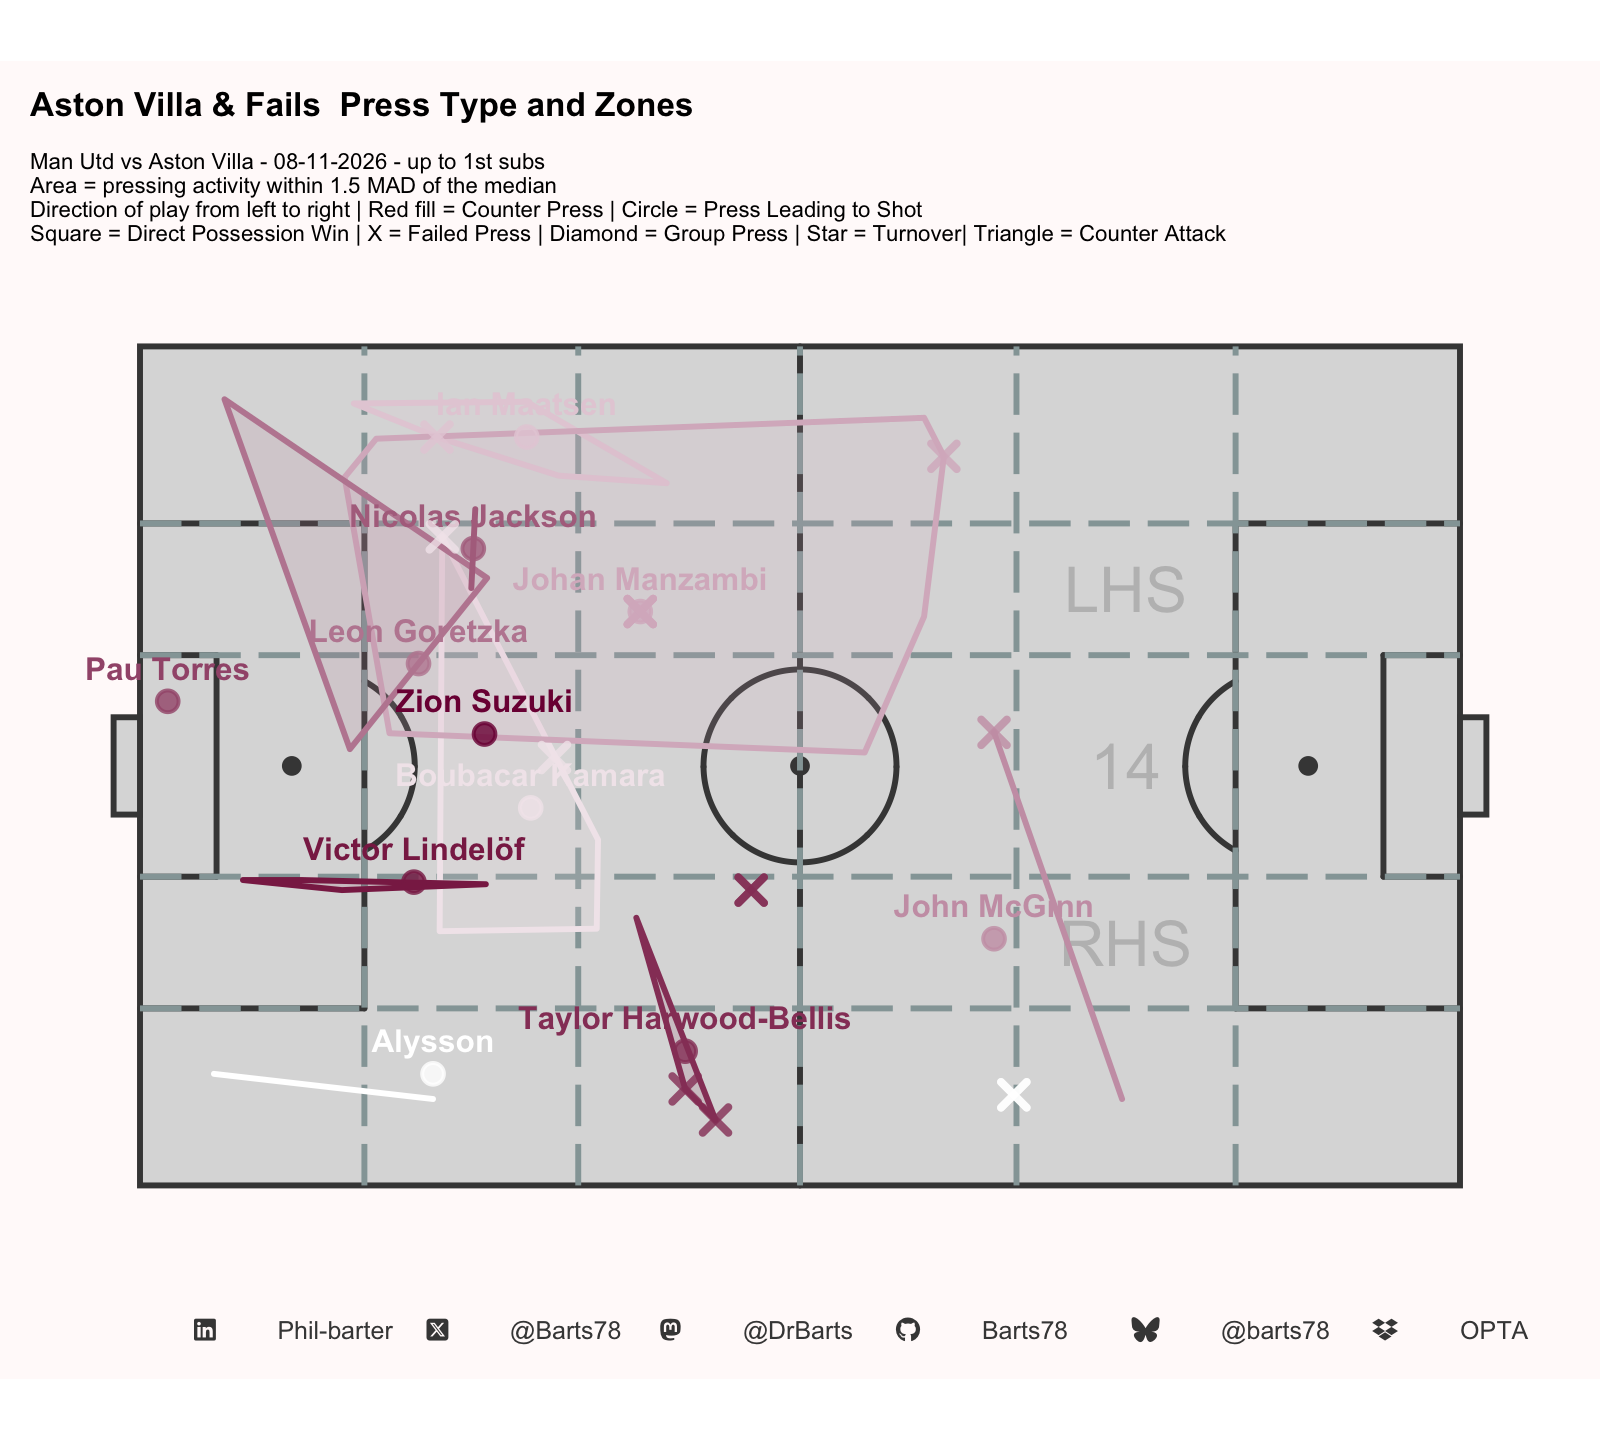 Aston Villa & Fails  Press Type and Zones
Man Utd vs Aston Villa - 08-11-2026 - up to 1st subs
Area = pressing activity within 1.5 MAD of the median
Direction of play from left to right | Red fill = Counter Press | Circle = Press Leading to Shot
Square = Direct Possession Win | X = Failed Press | Diamond = Group Press | Star = Turnover| Triangle = Counter Attack
Ian Maatsen
Nicolas Jackson
Johan Manzambi
LHS
Leon Goretzka
Pau Torres
Zion Suzuki
14
Boubacar Kamara
Victor Lindelöf
John McGinn
RHS
Taylor Harwood-Bellis
Alysson
Phil-barter
@Barts78
@DrBarts
Barts78
@barts78
OPTA